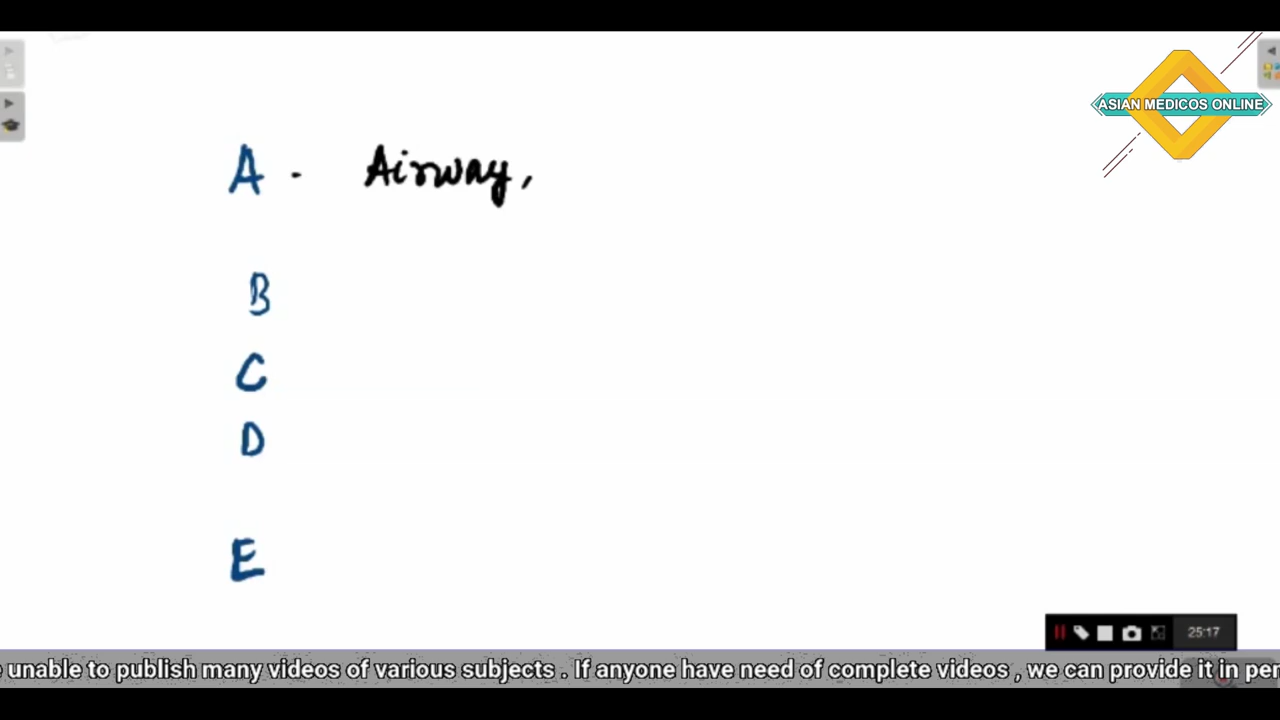 ASIAN MEDICOS ONLINE
A . Airway,
B
C
D
E
25:17
unable to publish many videos of various subjects . If anyone have need of complete videos , we can provide it in per